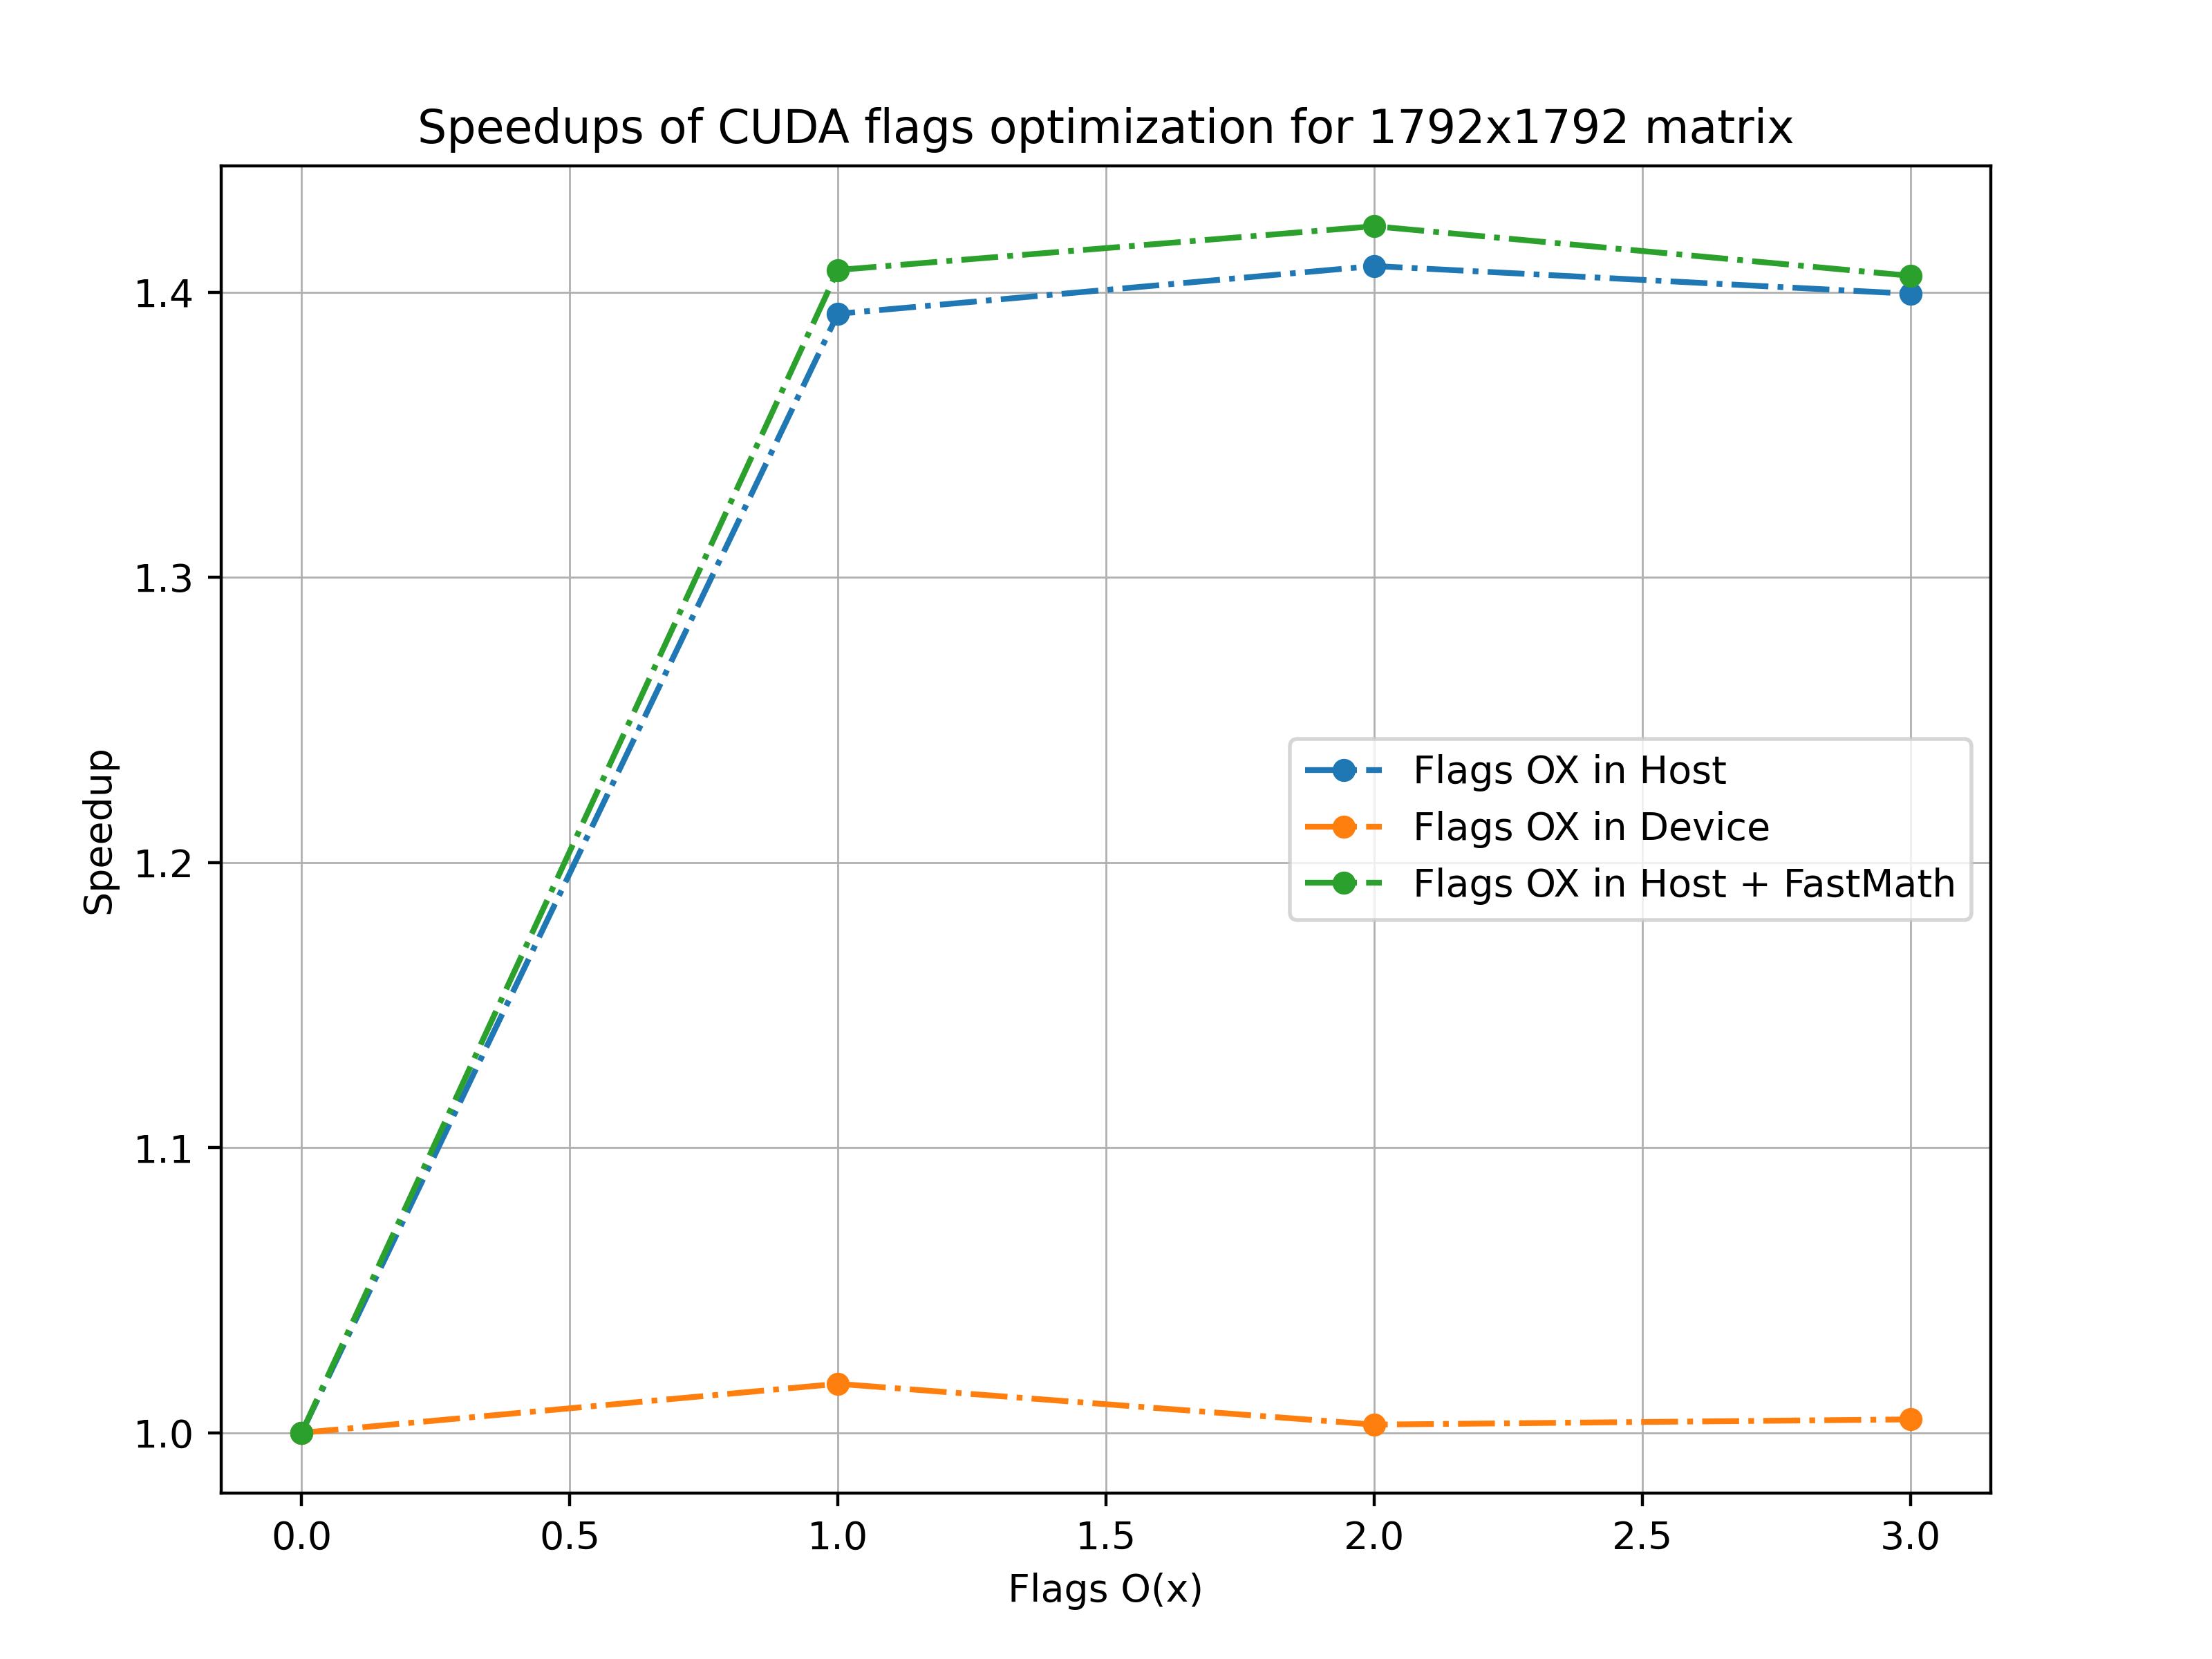 Speedups of CUDA flags optimization for 1792x1792 matrix
1.4
1.3
1.2
1.1
1.0
Speedup
Flags OX in Host
Flags OX in Device
Flags OX in Host + FastMath
0.0 0.5 1.0 1.5 2.0 2.5 3.0
Flags O(x)